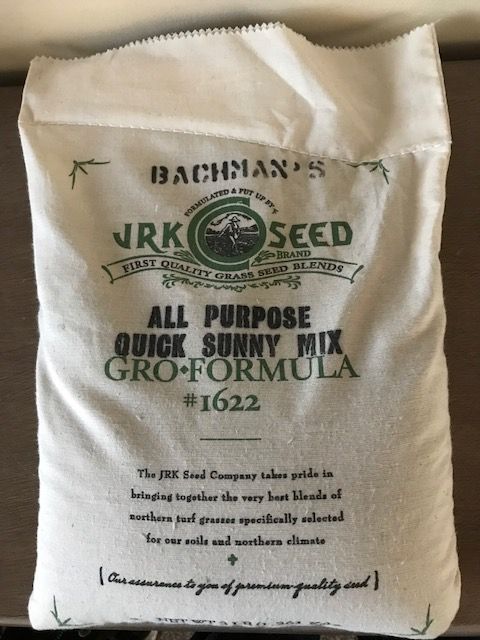 BACHMAN'S
FORMULATED & PUT UP BY
JRK SEED
BRAND
FIRST QUALITY GRASS SEED BLENDS
ALL PURPOSE
QUICK SUNNY MIX
GRO•FORMULA
#1622
The JRK Seed Company takes pride in
bringing together the very best blends of
northern turf grasses specifically selected
for our soils and northern climate
Our assurance to you of premium-quality seed
NET WT